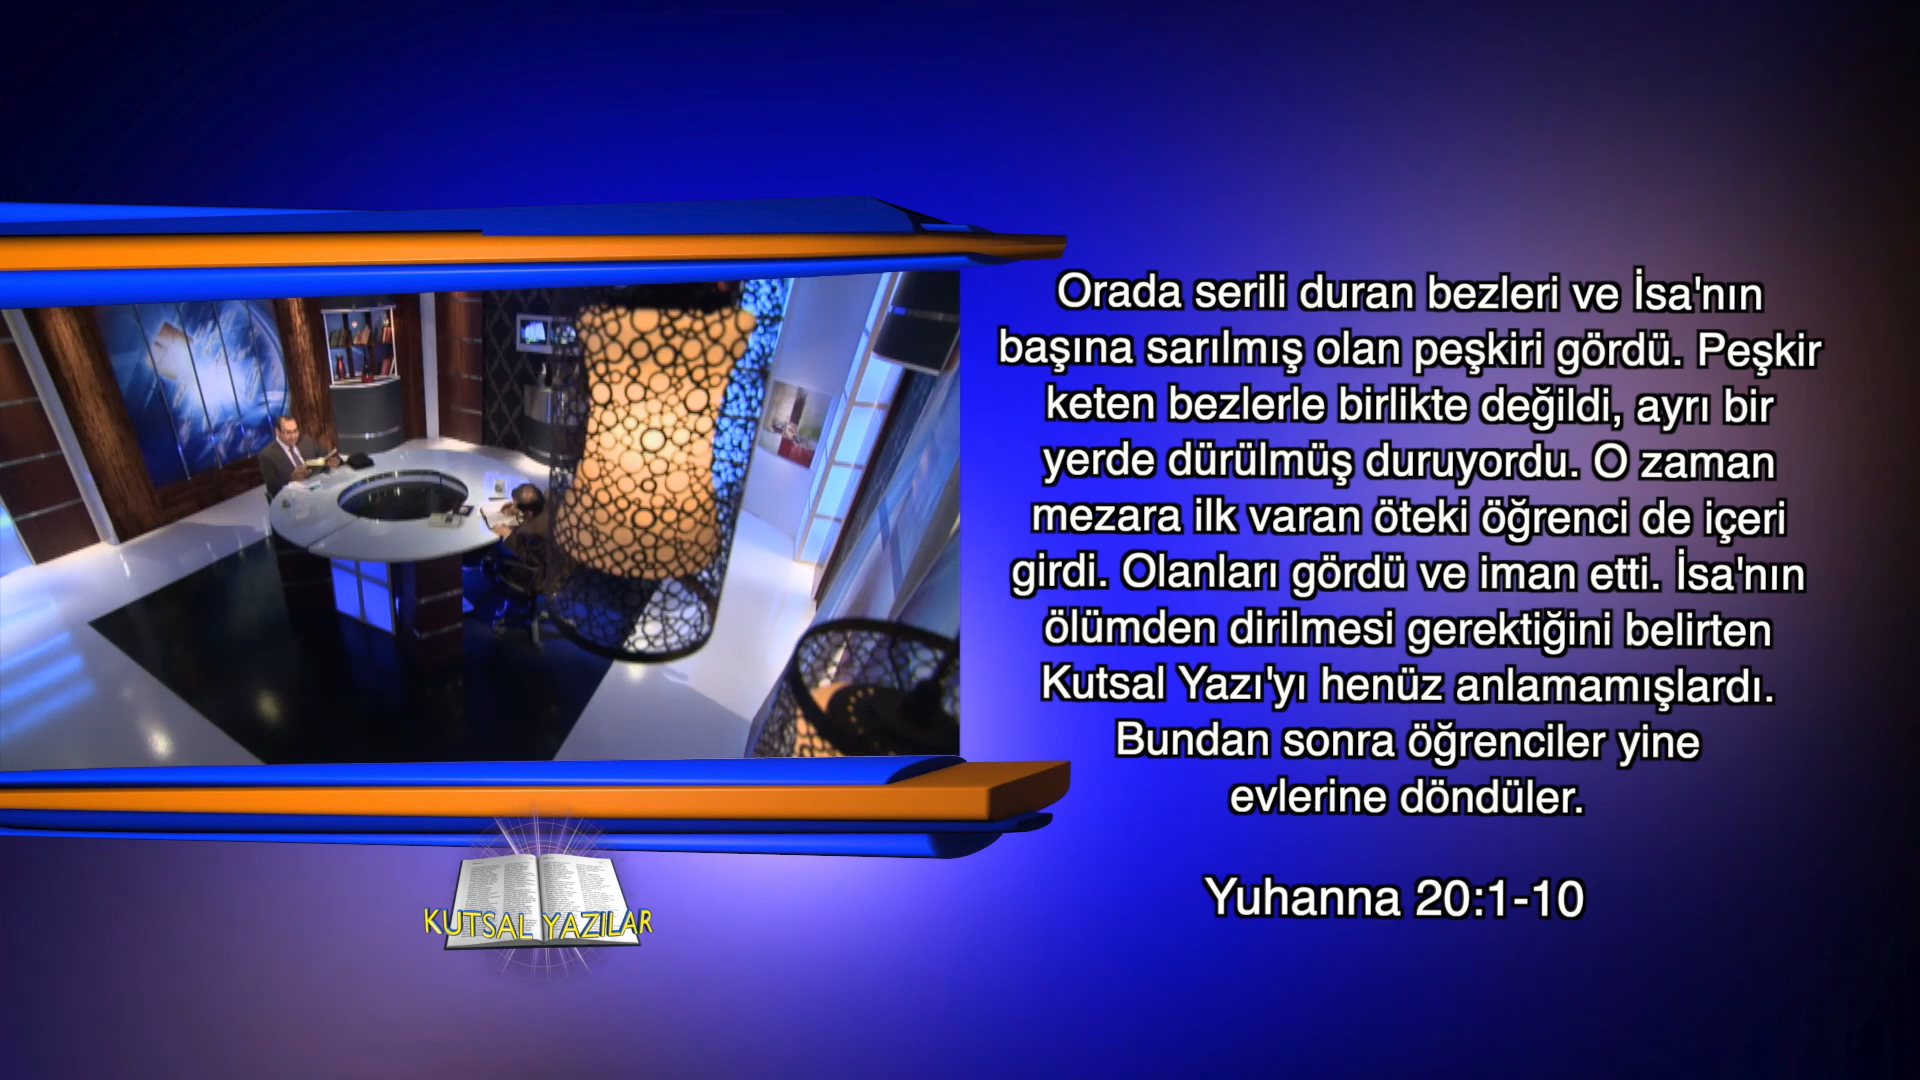 Orada serili duran bezleri ve İsa'nın
başına sarılmış olan peşkiri gördü. Peşkir
keten bezlerle birlikte değildi, ayrı bir
yerde dürülmüş duruyordu. O zaman
mezara ilk varan öteki öğrenci de içeri
girdi. Olanları gördü ve iman etti. İsa'nın
ölümden dirilmesi gerektiğini belirten
Kutsal Yazı'yı henüz anlamamışlardı.
Bundan sonra öğrenciler yine
evlerine döndüler.
Yuhanna 20:1-10
KUTSAL YAZILAR